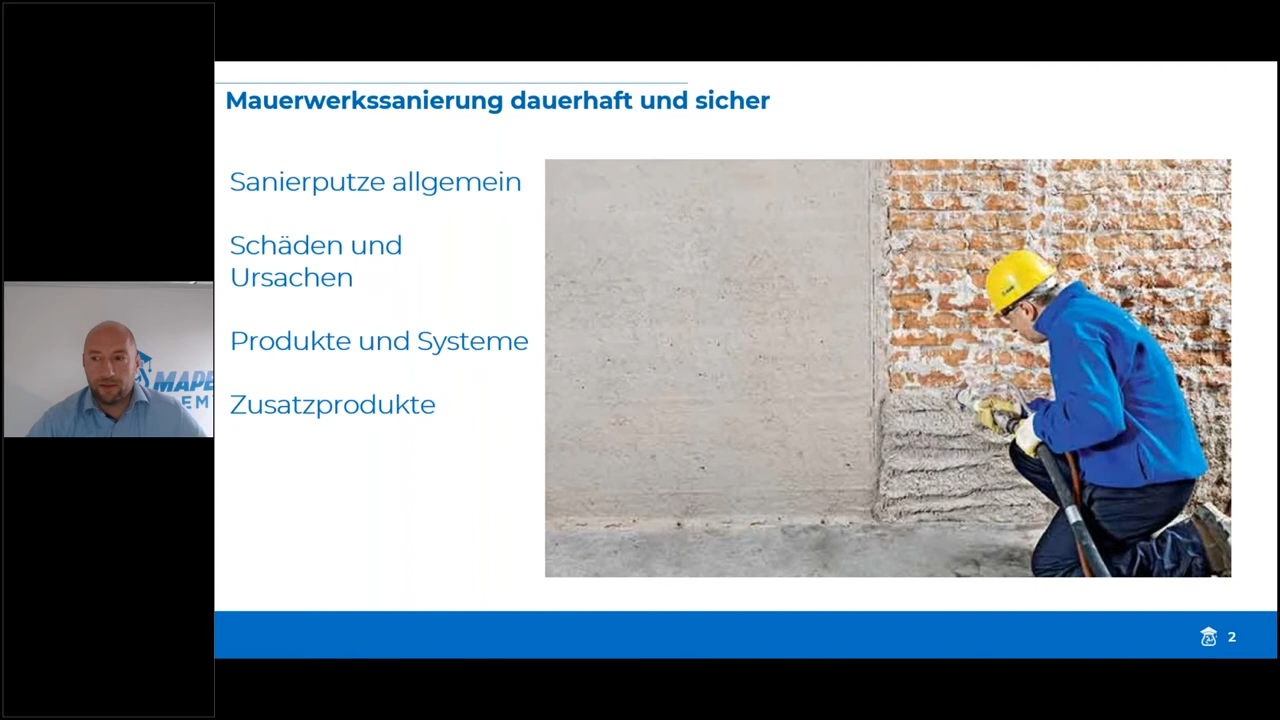 Mauerwerkssanierung dauerhaft und sicher
Sanierputze allgemein
Schäden und
Ursachen
Produkte und Systeme
Zusatzprodukte
2